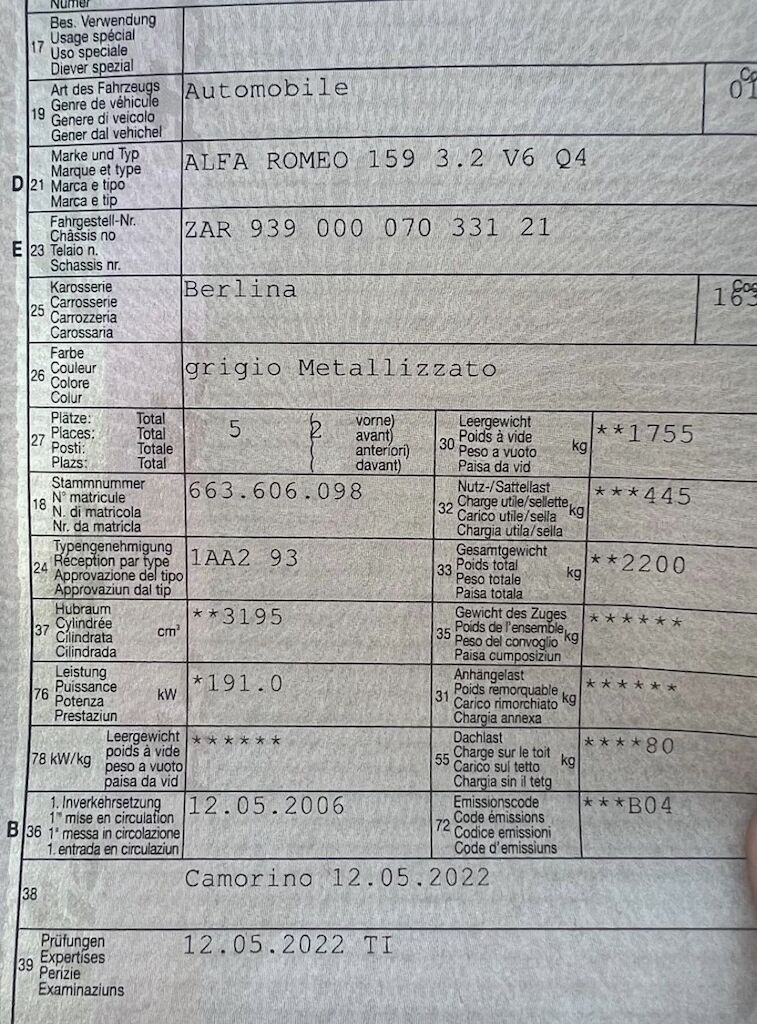 Numer
17
Bes. Verwendung
Usage spécial
Uso speciale
Diever spezial
19
Art des Fahrzeugs
Genre de véhicule
Genere di veicolo
Gener dal vehichel
Automobile
01
D 21
Marke und Typ
Marque et type
Marca e tipo
Marca e tip
ALFA ROMEO 159 3.2 V6 Q4
E 23
Fahrgestell-Nr.
Châssis no
Telaio n.
Schassis nr.
ZAR 939 000 070 331 21
25
Karosserie
Carrosserie
Carrozzeria
Carossaria
Berlina
163
26
Farbe
Couleur
Colore
Colur
grigio Metallizzato
27
Plätze: Total
Places: Total
Posti: Totale
Plazs: Total
5 (2
vorne)
avant)
anteriori)
davant)
30
Leergewicht
Poids à vide
Peso a vuoto
Paisa da vid
kg
**1755
18
Stammnummer
N° matricule
N. di matricola
Nr. da matricla
663.606.098
32
Nutz-/Sattellast
Charge utile/sellette
Carico utile/sella
Chargia utila/sella
kg
***445
24
Typengenehmigung
Réception par type
Approvazione del tipo
Approvaziun dal tip
1AA2 93
33
Gesamtgewicht
Poids total
Peso totale
Paisa totala
kg
**2200
37
Hubraum
Cylindrée
Cilindrata
Cilindrada
cm³
**3195
35
Gewicht des Zuges
Poids de l'ensemble
Peso del convoglio
Paisa cumposiziun
kg
******
76
Leistung
Puissance
Potenza
Prestaziun
kW
*191.0
31
Anhängelast
Poids remorquable
Carico rimorchiato
Chargia annexa
kg
******
78 kW/kg
Leergewicht
poids à vide
peso a vuoto
paisa da vid
******
55
Dachlast
Charge sur le toit
Carico sul tetto
Chargia sin il tetg
kg
****80
B 36
1. Inverkehrsetzung
1re mise en circulation
1a messa in circolazione
1. entrada en circulaziun
12.05.2006
72
Emissionscode
Code émissions
Codice emissioni
Code d'emissiuns
***B04
38
Camorino 12.05.2022
39
Prüfungen
Expertises
Perizie
Examinaziuns
12.05.2022 TI